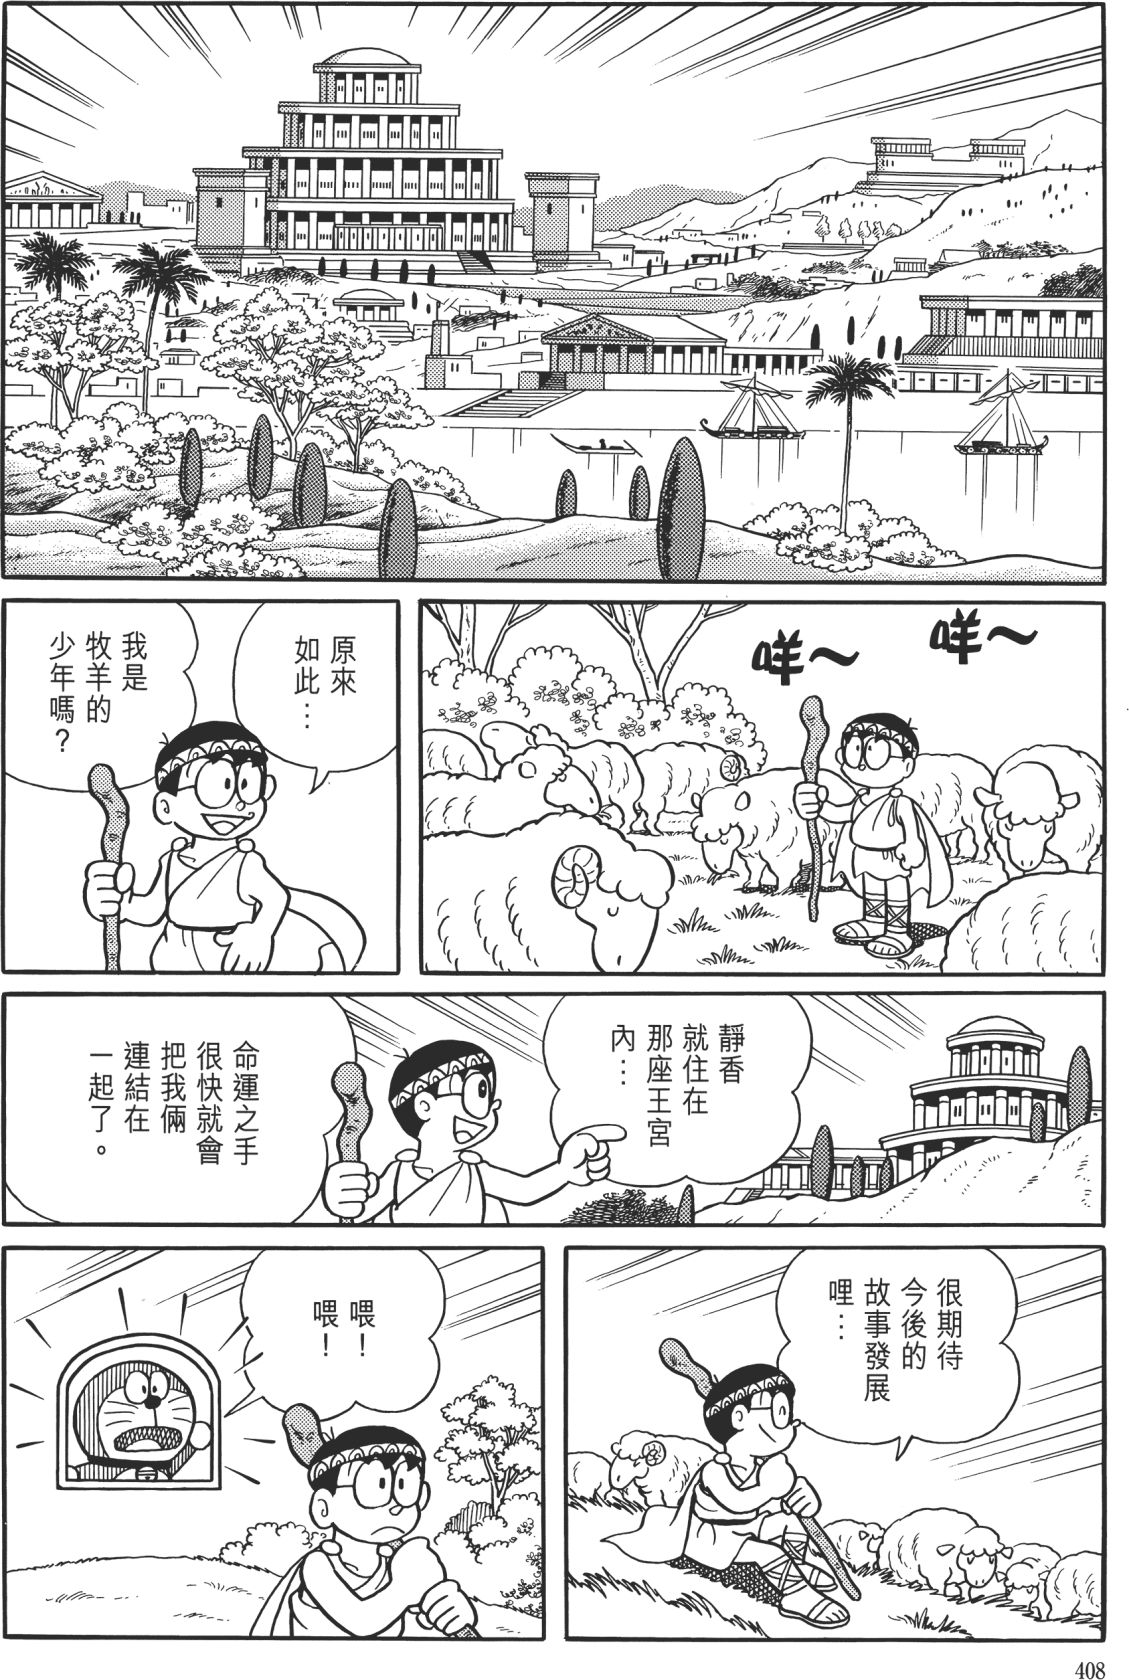 咩～
咩～
原來
如此…
我是
牧羊的
少年嗎？
靜香
就住在
那座王宮
內…
命運之手
很快就會
把我倆
連結在
一起了。
很期待
今後的
故事發展
哩…
喂！
喂！
408